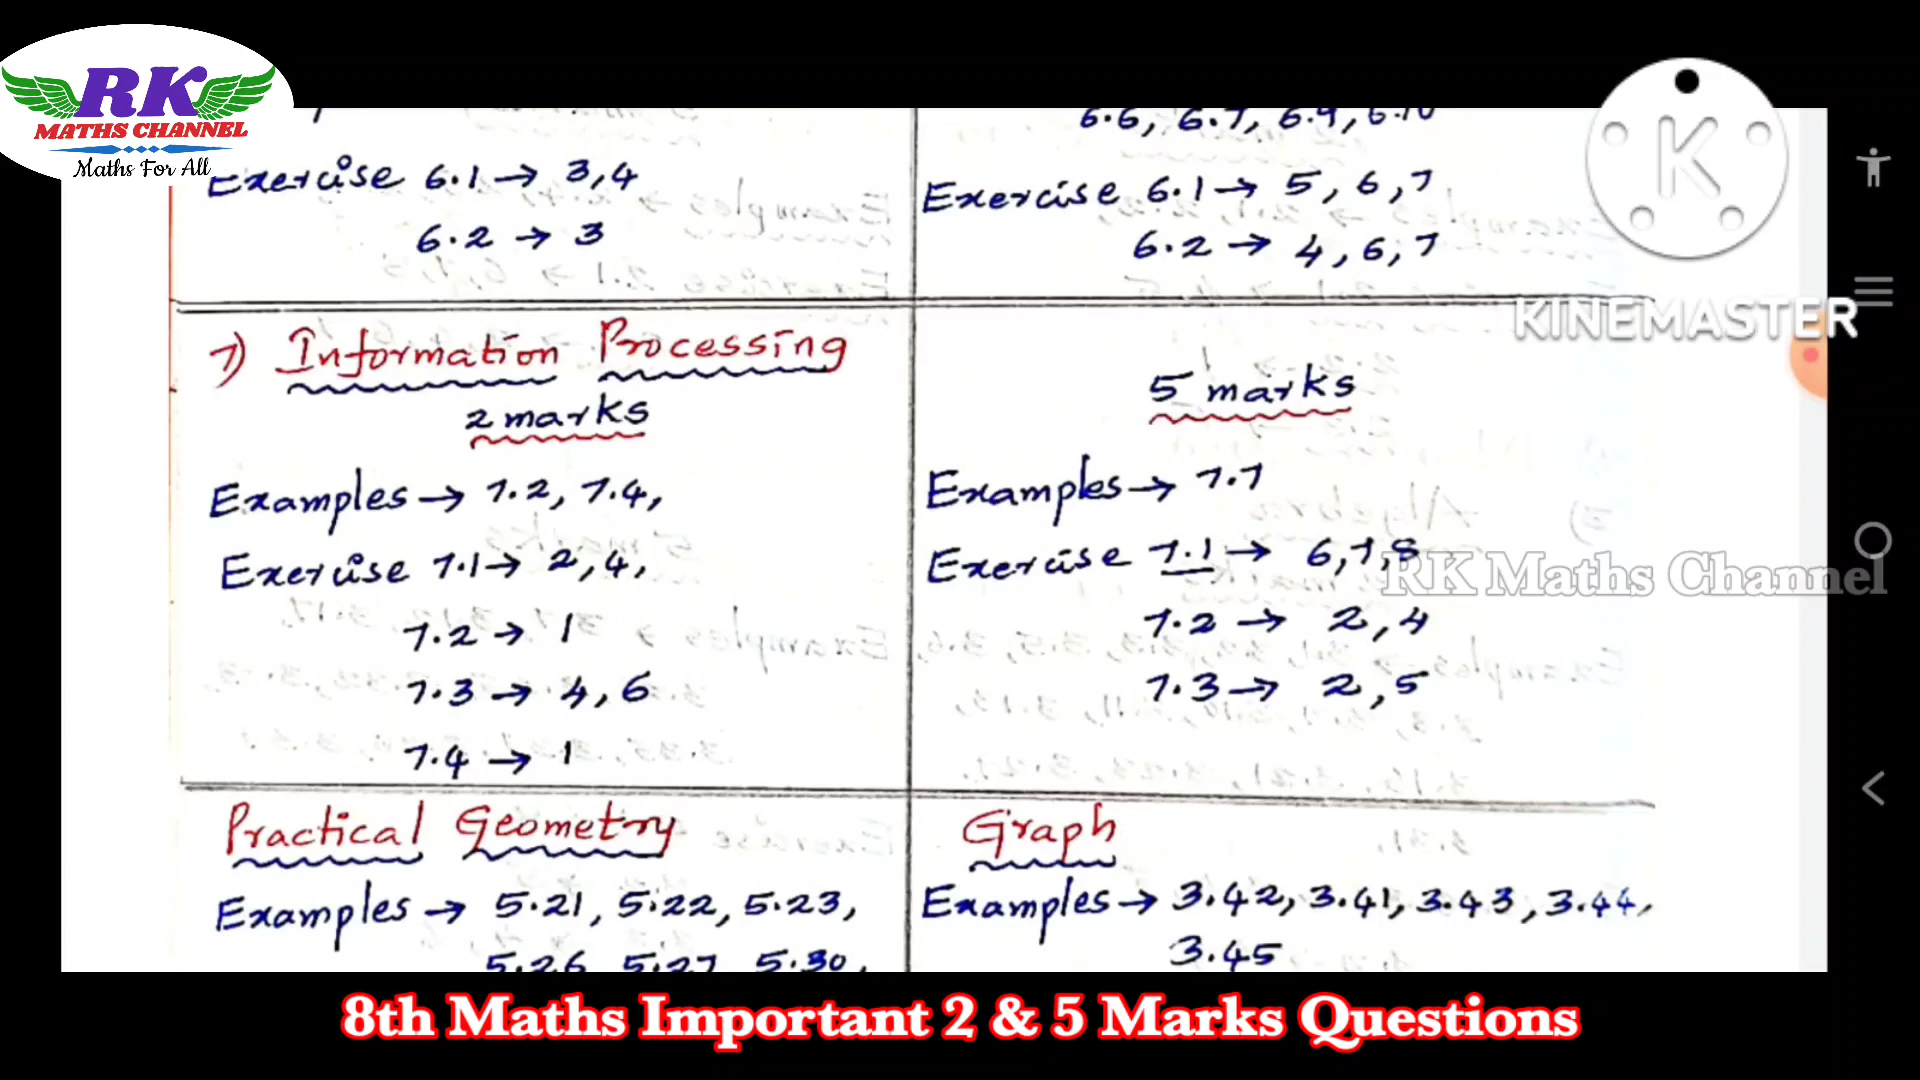 RK
MATHS CHANNEL
Maths For All
Exercise 6.1 → 3,4
6.2 → 3
6.6, 6.7, 6.9, 6.10
Exercise 6.1 → 5, 6, 7
6.2 → 4, 6, 7
K
KINEMASTER
7) Information Processing
2 marks
Examples → 7.2, 7.4,
Exercise 7.1 → 2,4,
7.2 → 1
7.3 → 4,6
7.4 → 1
5 marks
Examples → 7.7
Exercise 7.1 → 6,7,8
7.2 → 2,4
7.3 → 2,5
RK Maths Channel
Practical Geometry
Examples → 5.21, 5.22, 5.23,
5.26, 5.27, 5.30,
Graph
Examples → 3.42, 3.41, 3.43, 3.44,
3.45
8th Maths Important 2 & 5 Marks Questions